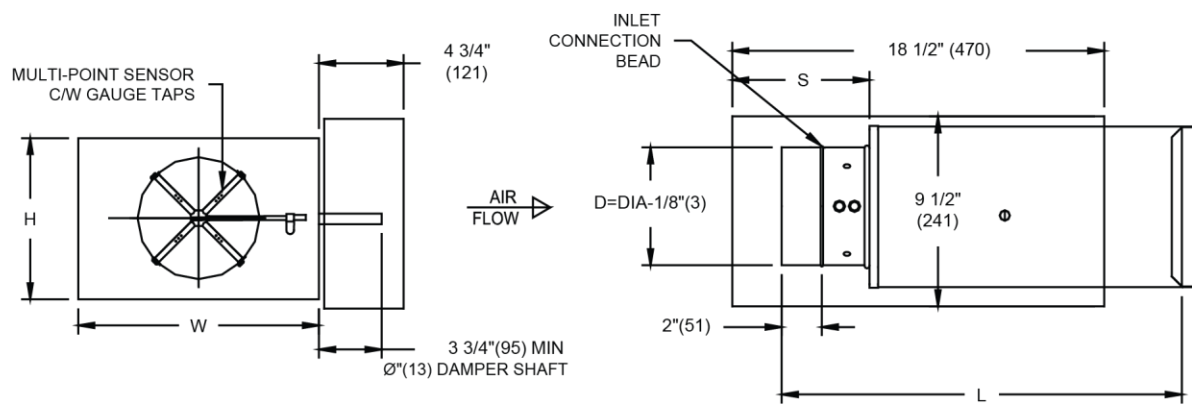 MULTI-POINT SENSOR
C/W GAUGE TAPS
4 3/4"
(121)
H
W
3 3/4"(95) MIN
Ø"(13) DAMPER SHAFT
AIR
FLOW
INLET
CONNECTION
BEAD
18 1/2" (470)
S
D=DIA-1/8"(3)
9 1/2"
(241)
2"(51)
L